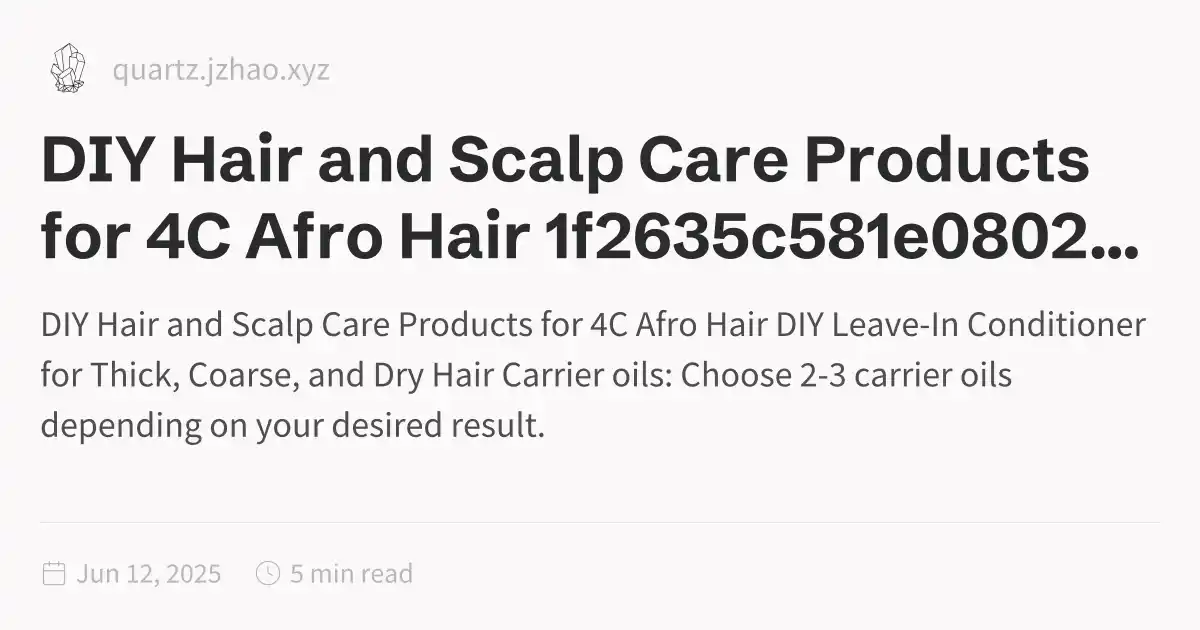 quartz.jzhao.xyz
DIY Hair and Scalp Care Products
for 4C Afro Hair 1f2635c581e0802...
DIY Hair and Scalp Care Products for 4C Afro Hair DIY Leave-In Conditioner
for Thick, Coarse, and Dry Hair Carrier oils: Choose 2-3 carrier oils
depending on your desired result.
Jun 12, 2025 5 min read